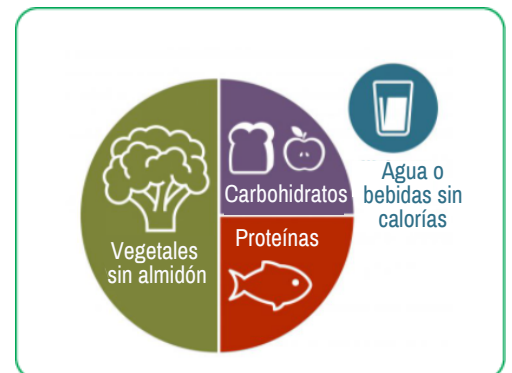 Carbohidratos
Proteínas
Vegetales
sin almidón
Agua o
bebidas sin
calorías